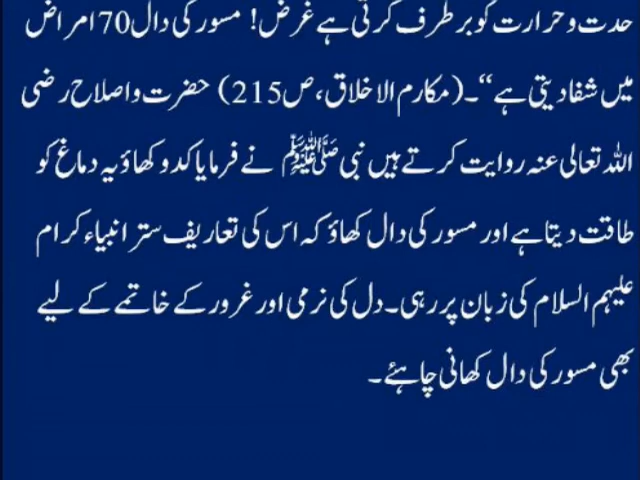 حدت و حرارت کو بر طرف کرتی ہے غرض! مسور کی دال 70 امراض
میں شفا دیتی ہے“۔ (مکارم الاخلاق، ص215) حضرت واصلاح رضی
اللہ تعالی عنہ روایت کرتے ہیں نبی ﷺ نے فرمایا کدو کھاؤ یہ دماغ کو
طاقت دیتا ہے اور مسور کی دال کھاؤ کہ اس کی تعاریف ستر انبیاء کرام
علیہم السلام کی زبان پر رہی۔ دل کی نرمی اور غرور کے خاتمے کے لیے
بھی مسور کی دال کھانی چاہئے۔